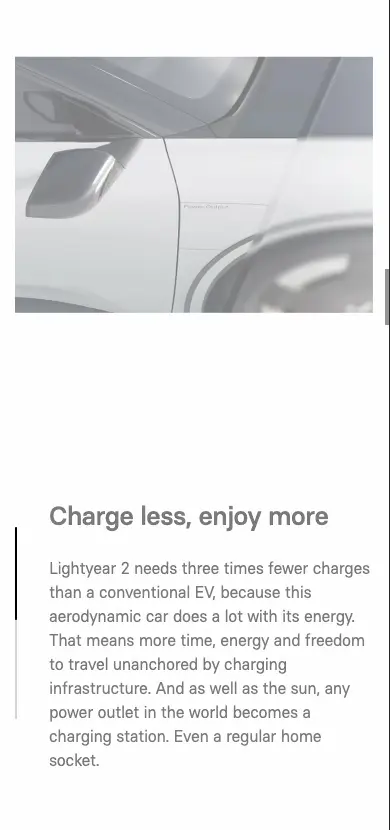 Charge less, enjoy more
Lightyear 2 needs three times fewer charges
than a conventional EV, because this
aerodynamic car does a lot with its energy.
That means more time, energy and freedom
to travel unanchored by charging
infrastructure. And as well as the sun, any
power outlet in the world becomes a
charging station. Even a regular home
socket.